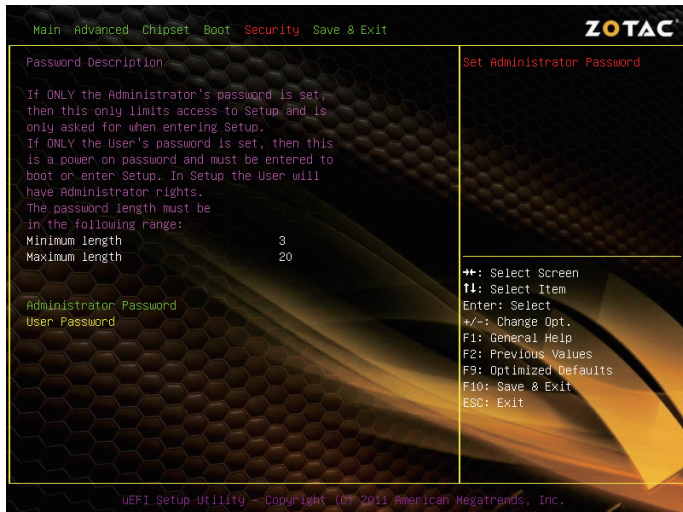 Main Advanced Chipset Boot Security Save & Exit
ZOTAC
Password Description
If ONLY the Administrator's password is set,
then this only limits access to Setup and is
only asked for when entering Setup.
If ONLY the User's password is set, then this
is a power on password and must be entered to
boot or enter Setup. In Setup the User will
have Administrator rights.
The password length must be
in the following range:
Minimum length 3
Maximum length 20
Administrator Password
User Password
Set Administrator Password
→←: Select Screen
↑↓: Select Item
Enter: Select
+/-: Change Opt.
F1: General Help
F2: Previous Values
F9: Optimized Defaults
F10: Save & Exit
ESC: Exit
uEFI Setup Utility - Copyright (C) 2011 American Megatrends, Inc.